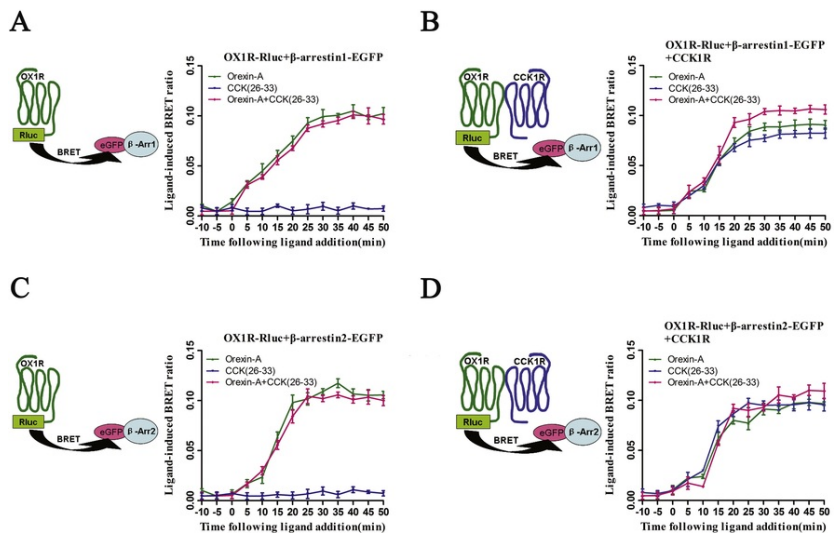 A
OX1R-Rluc+β-arrestin1-EGFP
Orexin-A
CCK(26-33)
Orexin-A+CCK(26-33)
OX1R
Rluc
BRET
eGFP
β-Arr1
Ligand-induced BRET ratio
0.15
0.10
0.05
0.00
-10 -5 0 5 10 15 20 25 30 35 40 45 50
Time following ligand addition(min)
B
OX1R-Rluc+β-arrestin1-EGFP
+CCK1R
Orexin-A
CCK(26-33)
Orexin-A+CCK(26-33)
OX1R
CCK1R
Rluc
BRET
eGFP
β-Arr1
Ligand-induced BRET ratio
0.15
0.10
0.05
0.00
-10 -5 0 5 10 15 20 25 30 35 40 45 50
Time following ligand addition(min)
C
OX1R-Rluc+β-arrestin2-EGFP
Orexin-A
CCK(26-33)
Orexin-A+CCK(26-33)
OX1R
Rluc
BRET
eGFP
β-Arr2
Ligand-induced BRET ratio
0.15
0.10
0.05
0.00
-10 -5 0 5 10 15 20 25 30 35 40 45 50
Time following ligand addition(min)
D
OX1R-Rluc+β-arrestin2-EGFP
+CCK1R
Orexin-A
CCK(26-33)
Orexin-A+CCK(26-33)
OX1R
CCK1R
Rluc
BRET
eGFP
β-Arr2
Ligand-induced BRET ratio
0.15
0.10
0.05
0.00
-10 -5 0 5 10 15 20 25 30 35 40 45 50
Time following ligand addition(min)